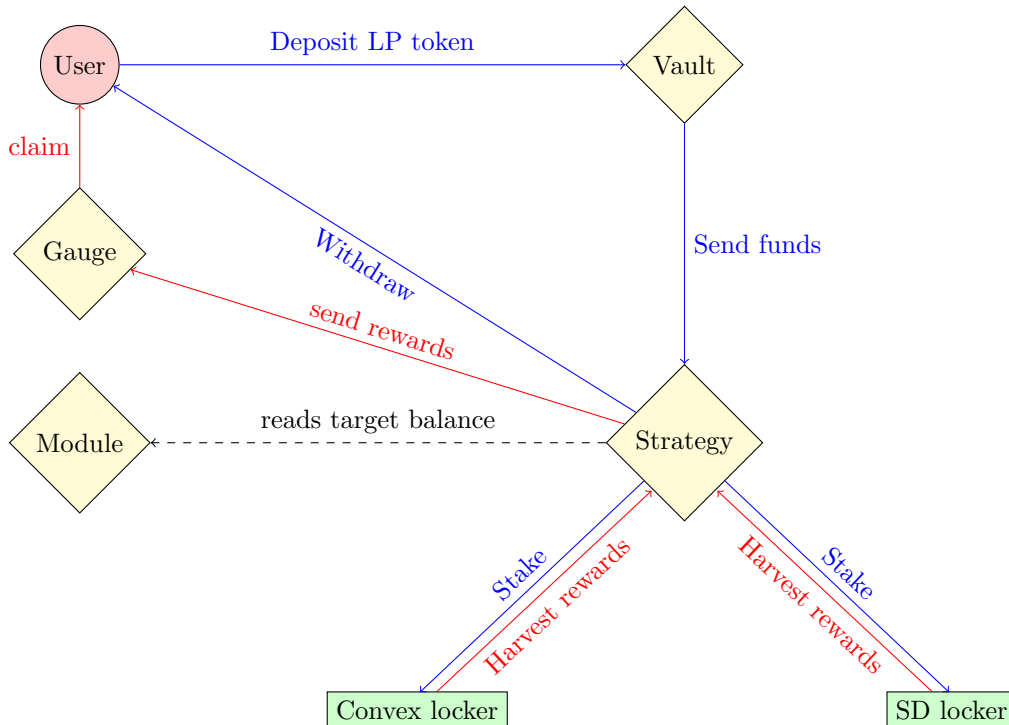 Deposit LP token
User
Vault
claim
Gauge
Withdraw
Send funds
send rewards
reads target balance
Module
Strategy
Stake
Harvest rewards
Harvest rewards
Stake
Convex locker
SD locker